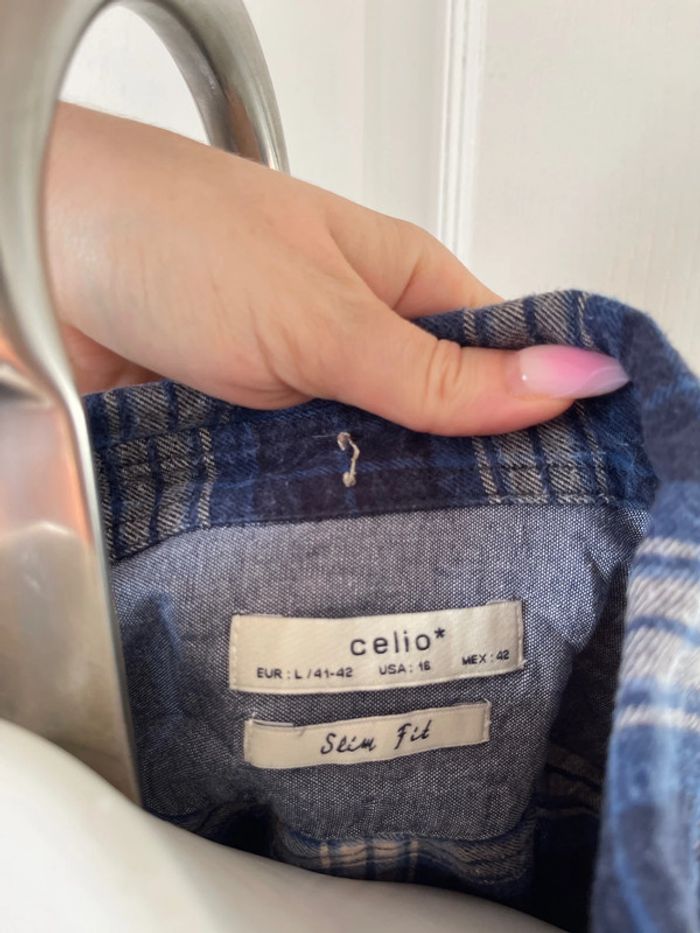 celio*
EUR : L / 41-42 USA : 16 MEX : 42
Slim Fit